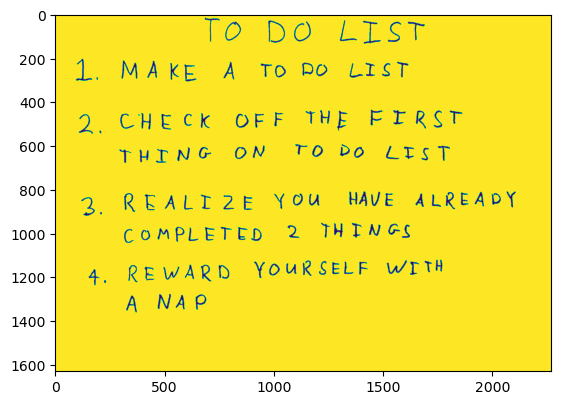 TO DO LIST
1. MAKE A TO DO LIST
2. CHECK OFF THE FIRST
THING ON TO DO LIST
3. REALIZE YOU HAVE ALREADY
COMPLETED 2 THINGS
4. REWARD YOURSELF WITH
A NAP
0
200
400
600
800
1000
1200
1400
1600
0 500 1000 1500 2000